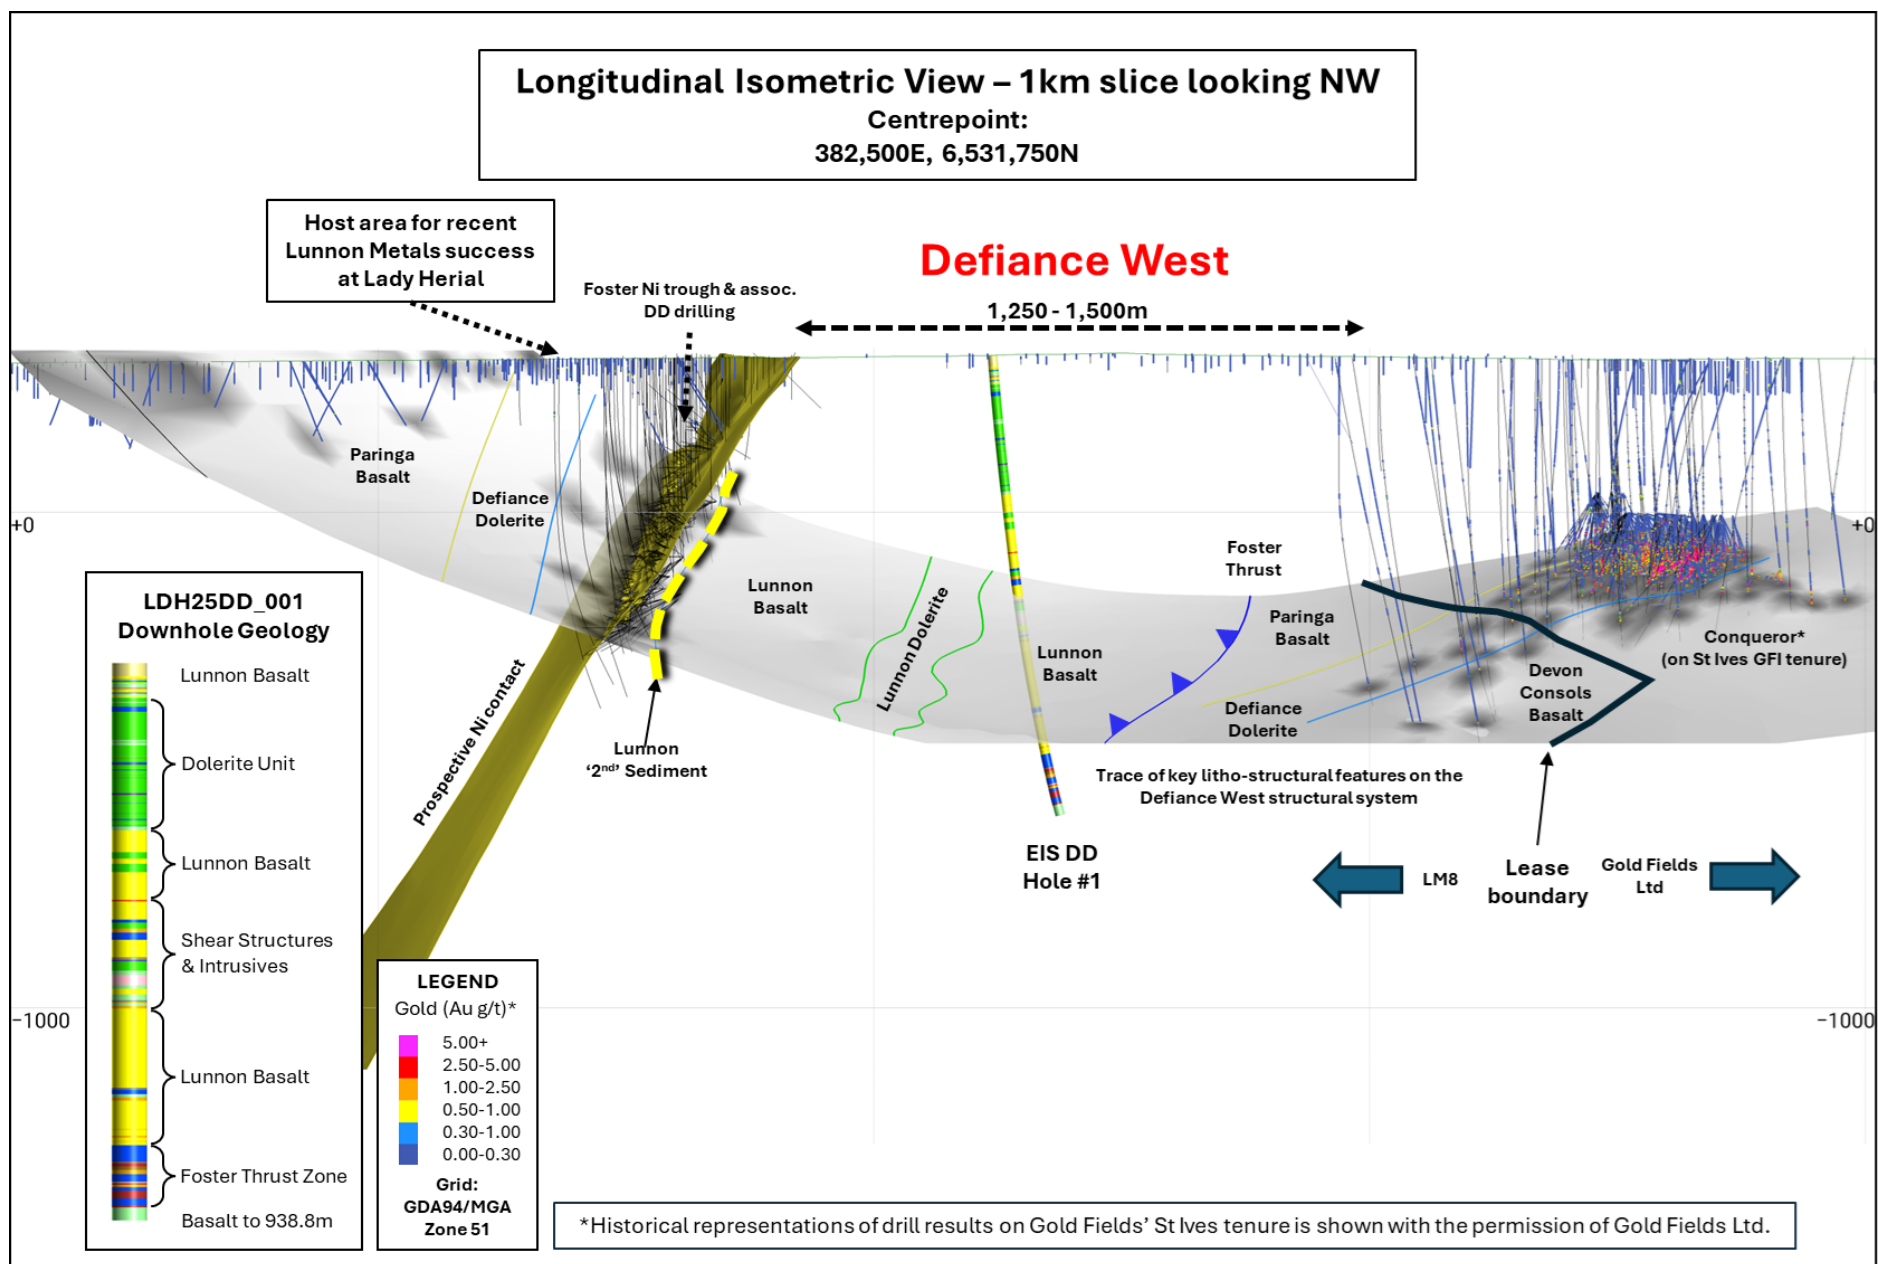 Longitudinal Isometric View – 1km slice looking NW
Centrepoint:
382,500E, 6,531,750N
Host area for recent
Lunnon Metals success
at Lady Herial
Foster Ni trough & assoc.
DD drilling
Defiance West
1,250 - 1,500m
Paringa
Basalt
Defiance
Dolerite
+0
+0
Lunnon
Basalt
Lunnon Dolerite
Lunnon
Basalt
Foster
Thrust
Paringa
Basalt
Defiance
Dolerite
Devon
Consols
Basalt
Conqueror*
(on St Ives GFI tenure)
Prospective Ni contact
Lunnon
‘2nd’ Sediment
Trace of key litho-structural features on the
Defiance West structural system
EIS DD
Hole #1
LM8
Lease
boundary
Gold Fields
Ltd
LDH25DD_001
Downhole Geology
Lunnon Basalt
Dolerite Unit
Lunnon Basalt
Shear Structures
& Intrusives
Lunnon Basalt
Foster Thrust Zone
Basalt to 938.8m
−1000
−1000
LEGEND
Gold (Au g/t)*
5.00+
2.50-5.00
1.00-2.50
0.50-1.00
0.30-1.00
0.00-0.30
Grid:
GDA94/MGA
Zone 51
*Historical representations of drill results on Gold Fields’ St Ives tenure is shown with the permission of Gold Fields Ltd.